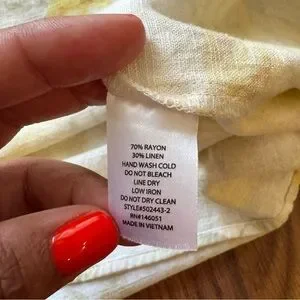 70% RAYON
30% LINEN
HAND WASH COLD
DO NOT BLEACH
LINE DRY
LOW IRON
DO NOT DRY CLEAN
STYLE#502443-2
RN#146051
MADE IN VIETNAM